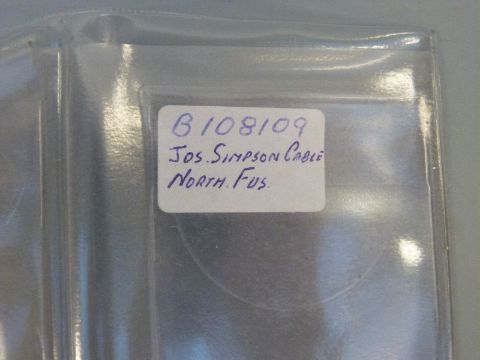 B108109
JOS. SIMPSON CABLE
NORTH. FUS.